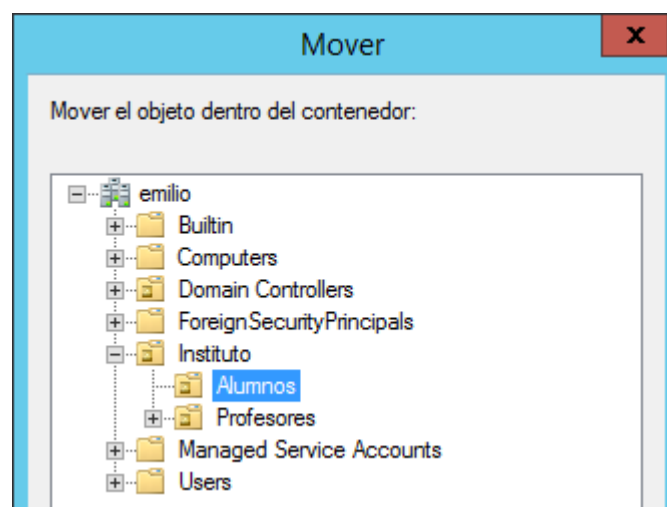 Mover
x
Mover el objeto dentro del contenedor:
emilio
Builtin
Computers
Domain Controllers
ForeignSecurityPrincipals
Instituto
Alumnos
Profesores
Managed Service Accounts
Users